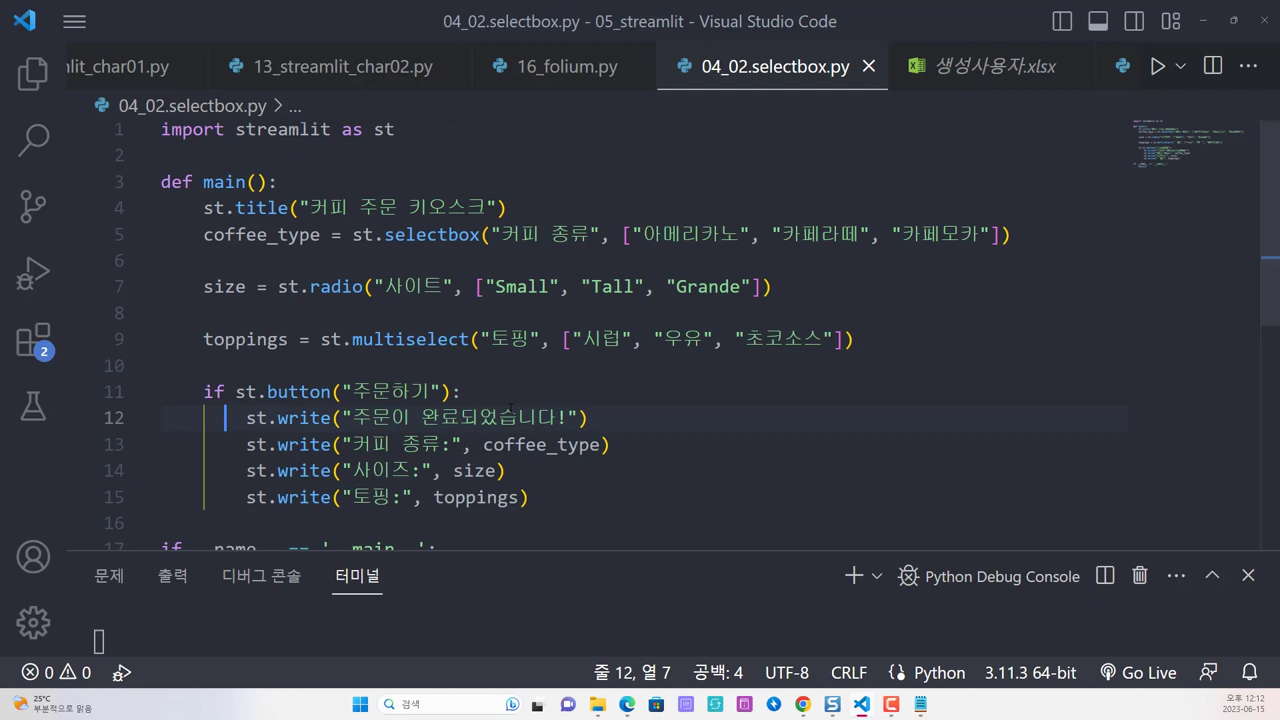 04_02.selectbox.py - 05_streamlit - Visual Studio Code
nlit_char01.py
13_streamlit_char02.py
16_folium.py
04_02.selectbox.py
생성사용자.xlsx
04_02.selectbox.py > ...
1 import streamlit as st
2
3 def main():
4 st.title("커피 주문 키오스크")
5 coffee_type = st.selectbox("커피 종류", ["아메리카노", "카페라떼", "카페모카"])
6
7 size = st.radio("사이트", ["Small", "Tall", "Grande"])
8
9 toppings = st.multiselect("토핑", ["시럽", "우유", "초코소스"])
10
11 if st.button("주문하기"):
12 st.write("주문이 완료되었습니다!")
13 st.write("커피 종류:", coffee_type)
14 st.write("사이즈:", size)
15 st.write("토핑:", toppings)
16
17 if __name__ == '__main__':
2
문제 출력 디버그 콘솔 터미널
Python Debug Console
0 0
줄 12, 열 7 공백: 4 UTF-8 CRLF Python 3.11.3 64-bit Go Live
25°C
부분적으로 맑음
검색
오후 12:12
2023-06-15